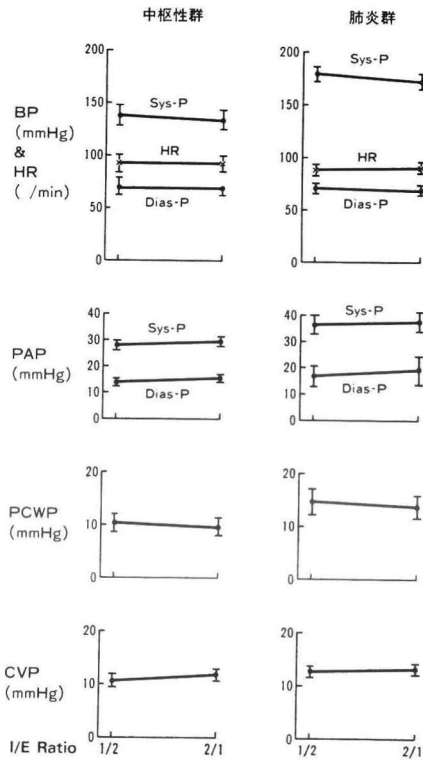 中枢性群 肺炎群
200 200
Sys-P
150 Sys-P 150
BP
(mmHg)
&
HR
( /min)
100 HR 100 HR
50 Dias-P 50 Dias-P
0 0
40 Sys-P 40 Sys-P
30 30
PAP
(mmHg)
20 20
10 Dias-P 10 Dias-P
0 0
20 20
PCWP
(mmHg)
10 10
0 0
20 20
CVP
(mmHg)
10 10
0 0
I/E Ratio 1/2 2/1 1/2 2/1